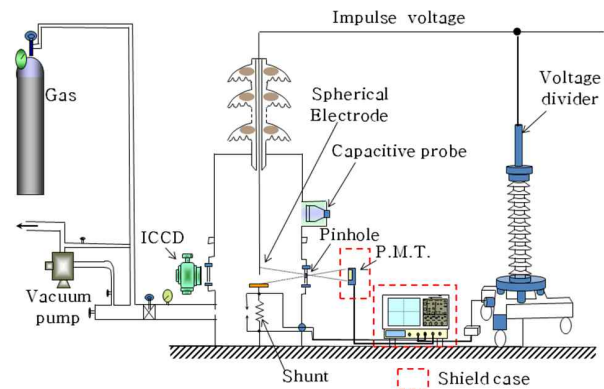 Impulse voltage
Gas
Spherical
Electrode
Capacitive probe
Voltage
divider
ICCD
Pinhole
P.M.T.
Vacuum
pump
Shunt
Shield case